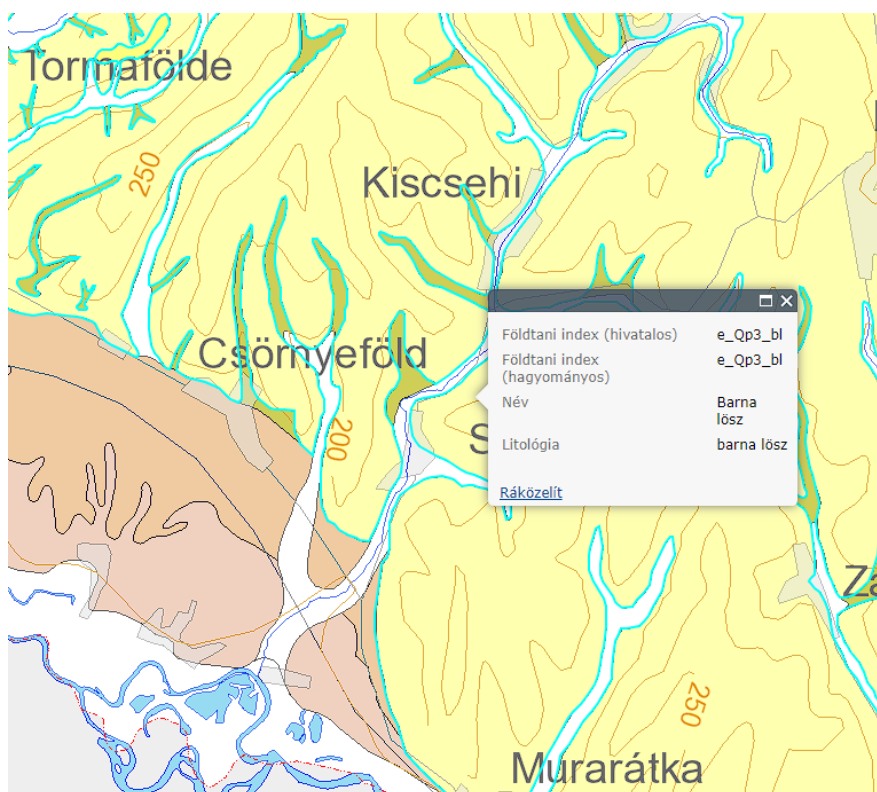 Tormafölde
250
Kiscsehi
Csörnyeföld
200
Földtani index (hivatalos) e_Qp3_bl
Földtani index
(hagyományos) e_Qp3_bl
Név Barna
lösz
Litológia barna lösz
Ráközelít
S
Za
250
Murarátka